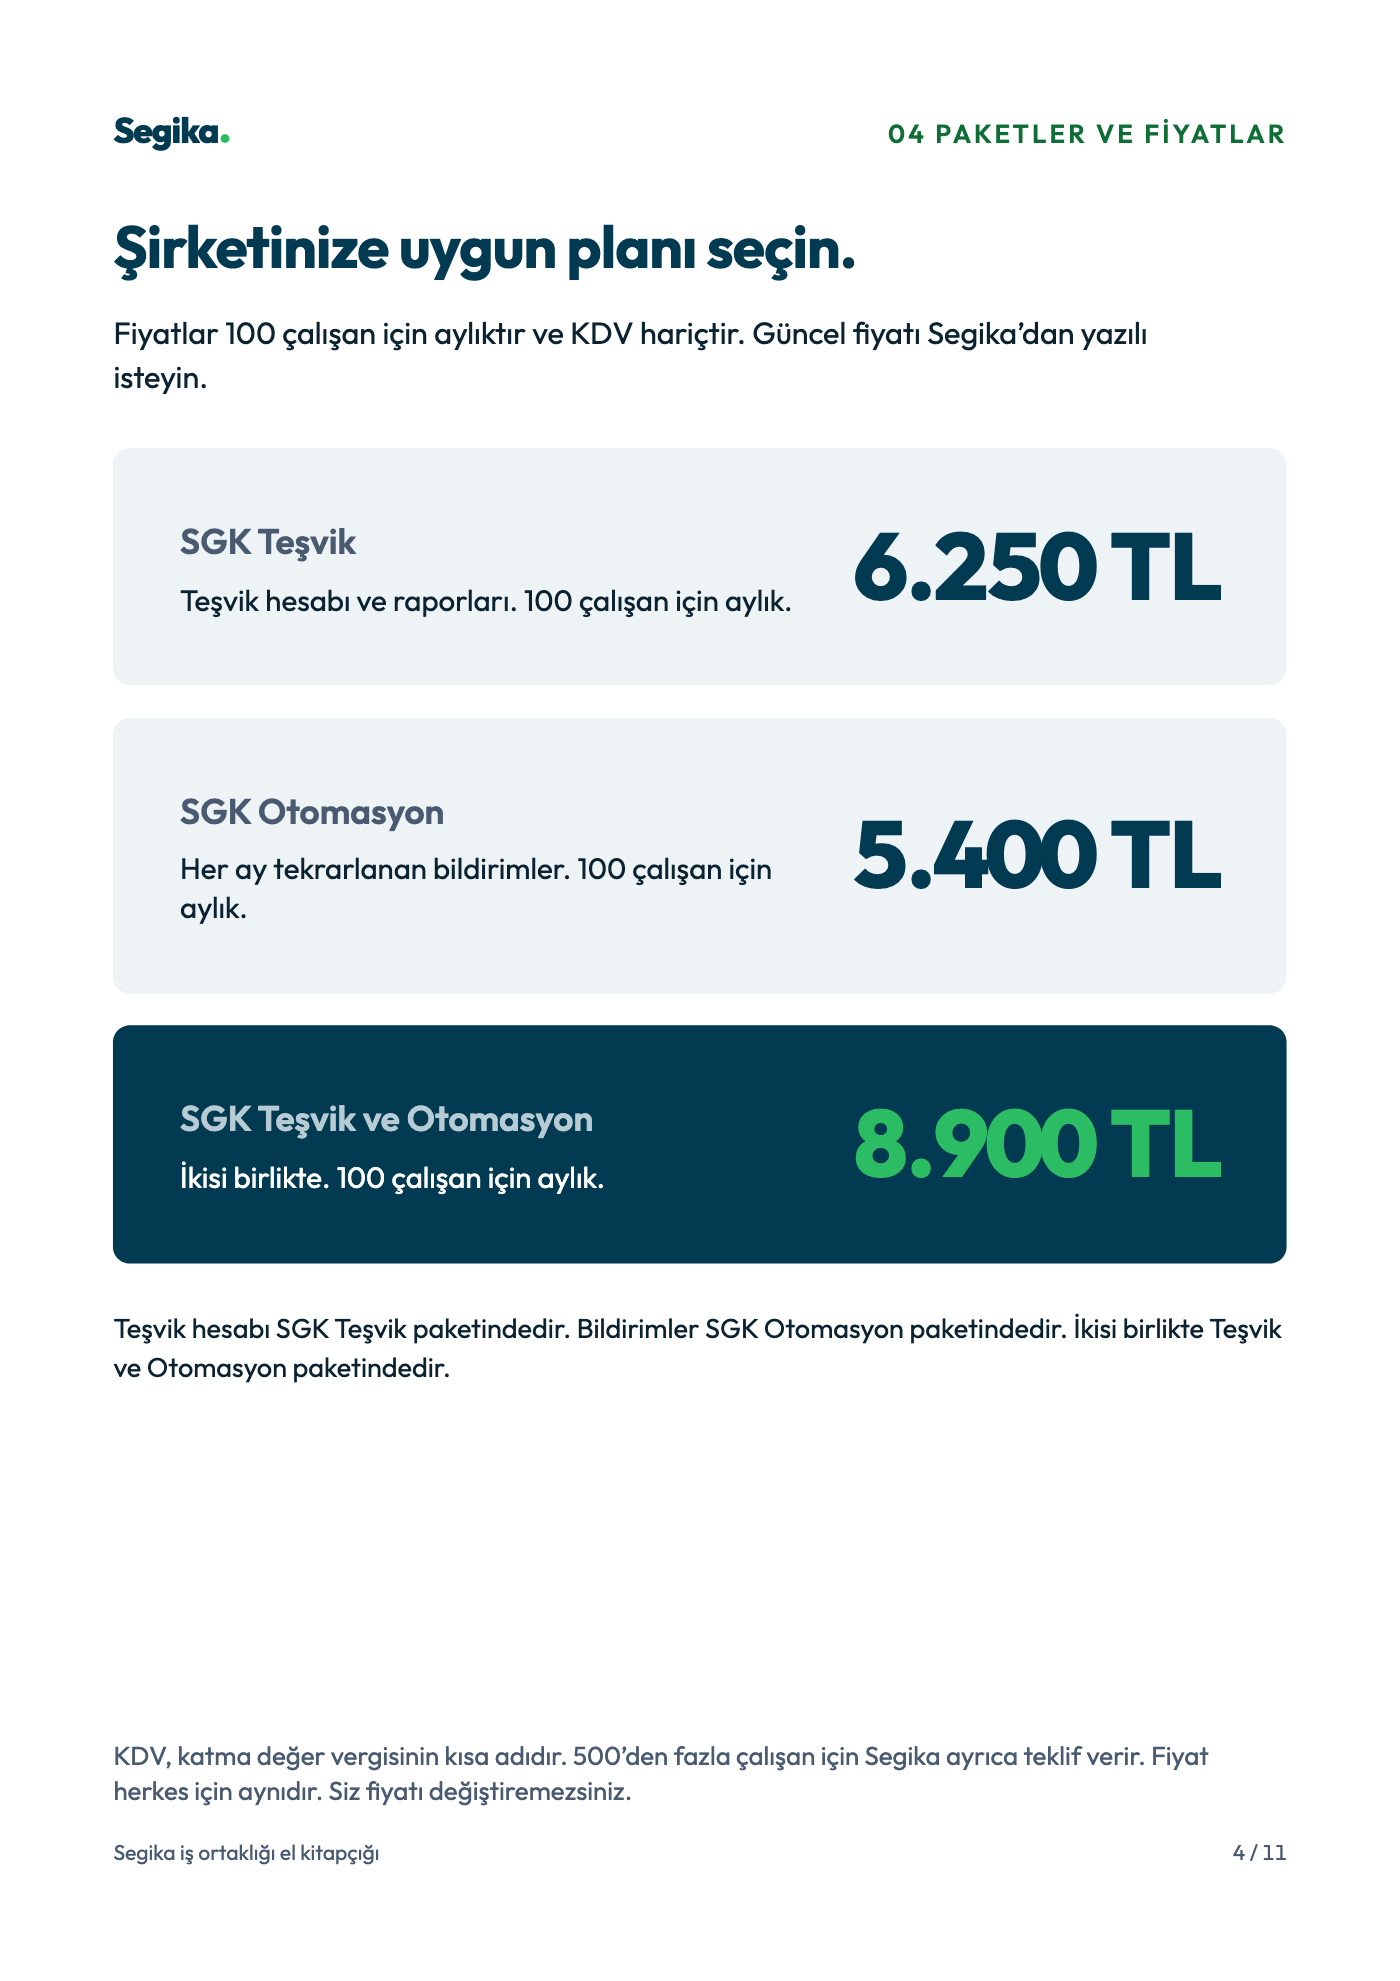 Segika.
04 PAKETLER VE FİYATLAR
Şirketinize uygun planı seçin.
Fiyatlar 100 çalışan için aylıktır ve KDV hariçtir. Güncel fiyatı Segika’dan yazılı
isteyin.
SGK Teşvik
Teşvik hesabı ve raporları. 100 çalışan için aylık.
6.250 TL
SGK Otomasyon
Her ay tekrarlanan bildirimler. 100 çalışan için
aylık.
5.400 TL
SGK Teşvik ve Otomasyon
İkisi birlikte. 100 çalışan için aylık.
8.900 TL
Teşvik hesabı SGK Teşvik paketindedir. Bildirimler SGK Otomasyon paketindedir. İkisi birlikte Teşvik
ve Otomasyon paketindedir.
KDV, katma değer vergisinin kısa adıdır. 500’den fazla çalışan için Segika ayrıca teklif verir. Fiyat
herkes için aynıdır. Siz fiyatı değiştiremezsiniz.
Segika iş ortaklığı el kitapçığı
4 / 11